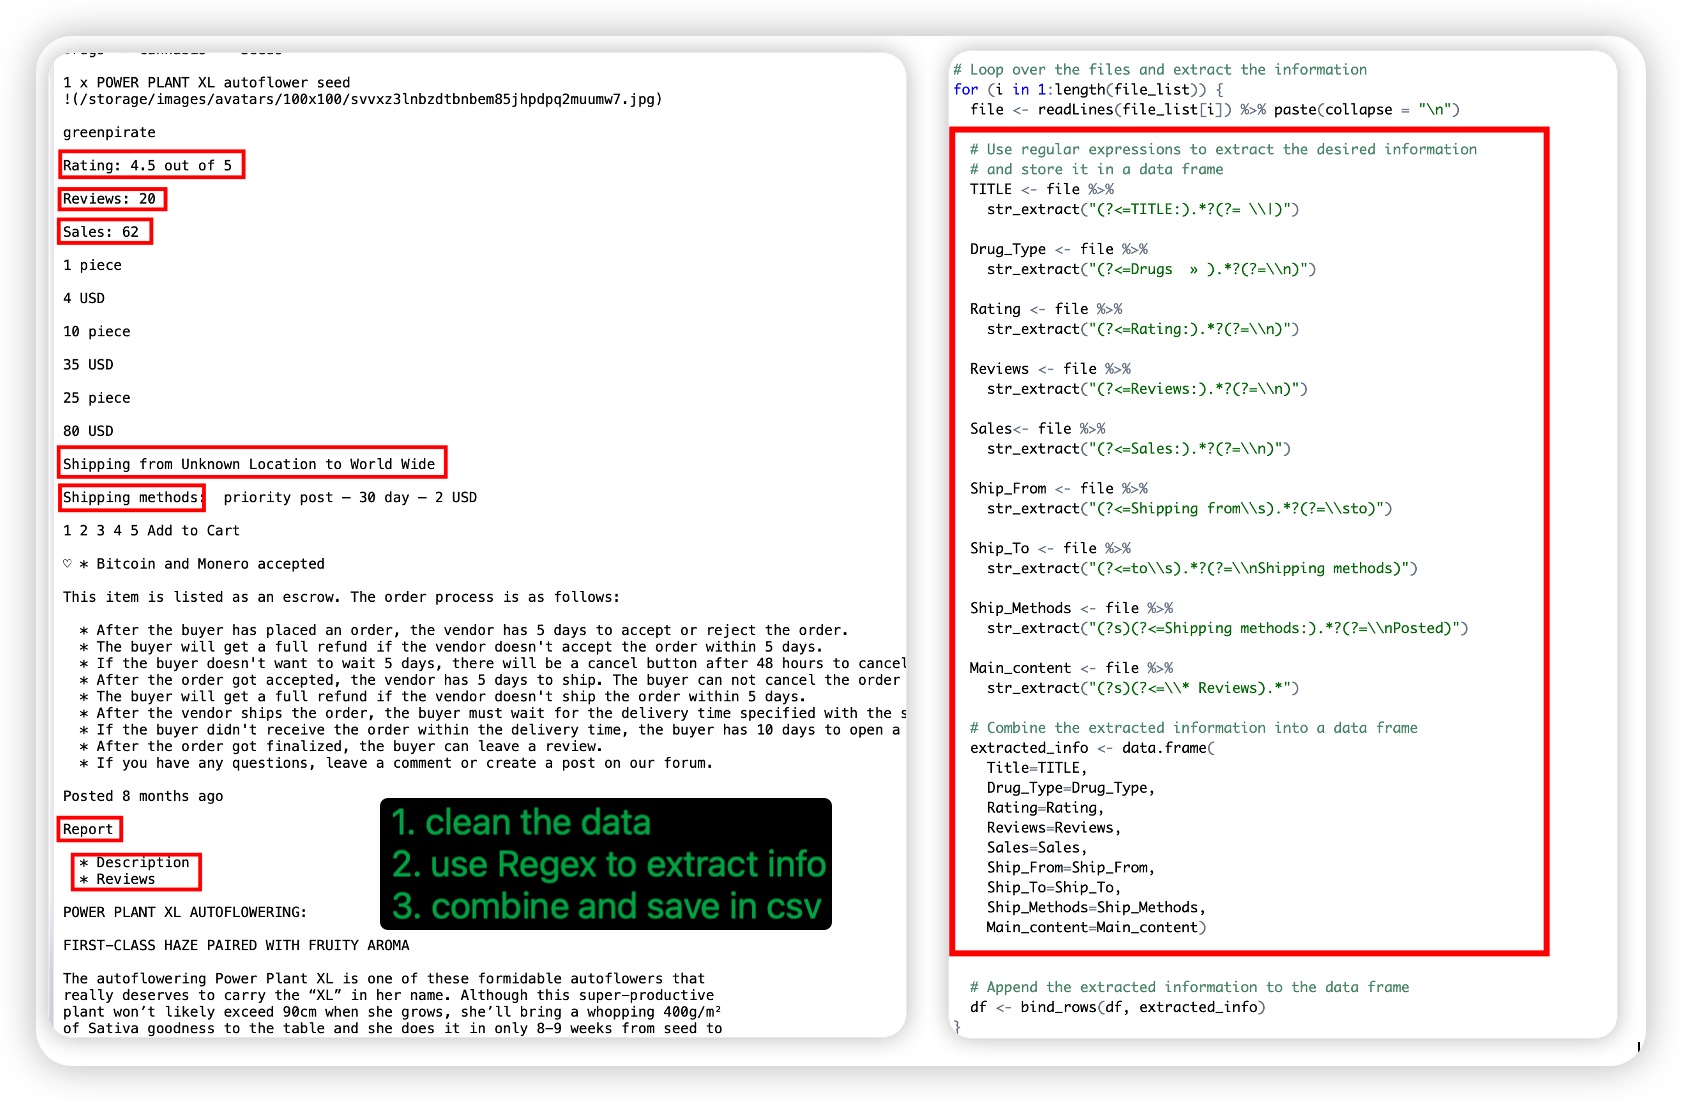 1 x POWER PLANT XL autoflower seed
!(/storage/images/avatars/100x100/svvxz3lnbzdtbnbem85jhpdpq2muumw7.jpg)
greenpirate
Rating: 4.5 out of 5
Reviews: 20
Sales: 62
1 piece
4 USD
10 piece
35 USD
25 piece
80 USD
Shipping from Unknown Location to World Wide
Shipping methods:  priority post — 30 day — 2 USD
1 2 3 4 5 Add to Cart
♡ * Bitcoin and Monero accepted
This item is listed as an escrow. The order process is as follows:
* After the buyer has placed an order, the vendor has 5 days to accept or reject the order.
* The buyer will get a full refund if the vendor doesn't accept the order within 5 days.
* If the buyer doesn't want to wait 5 days, there will be a cancel button after 48 hours to cancel
* After the order got accepted, the vendor has 5 days to ship. The buyer can not cancel the order
* The buyer will get a full refund if the vendor doesn't ship the order within 5 days.
* After the vendor ships the order, the buyer must wait for the delivery time specified with the s
* If the buyer didn't receive the order within the delivery time, the buyer has 10 days to open a
* After the order got finalized, the buyer can leave a review.
* If you have any questions, leave a comment or create a post on our forum.
Posted 8 months ago
Report
* Description
* Reviews
POWER PLANT XL AUTOFLOWERING:
FIRST–CLASS HAZE PAIRED WITH FRUITY AROMA
The autoflowering Power Plant XL is one of these formidable autoflowers that
really deserves to carry the “XL” in her name. Although this super–productive
plant won’t likely exceed 90cm when she grows, she’ll bring a whopping 400g/m²
of Sativa goodness to the table and she does it in only 8–9 weeks from seed to
1. clean the data
2. use Regex to extract info
3. combine and save in csv
# Loop over the files and extract the information
for (i in 1:length(file_list)) {
file <- readLines(file_list[i]) %>% paste(collapse = "\n")
# Use regular expressions to extract the desired information
# and store it in a data frame
TITLE <- file %>%
str_extract("(?<=TITLE:).*?(?= \\|)")
Drug_Type <- file %>%
str_extract("(?<=Drugs  » ).*?(?=\\n)")
Rating <- file %>%
str_extract("(?<=Rating:).*?(?=\\n)")
Reviews <- file %>%
str_extract("(?<=Reviews:).*?(?=\\n)")
Sales<- file %>%
str_extract("(?<=Sales:).*?(?=\\n)")
Ship_From <- file %>%
str_extract("(?<=Shipping from\\s).*?(?=\\sto)")
Ship_To <- file %>%
str_extract("(?<=to\\s).*?(?=\\nShipping methods)")
Ship_Methods <- file %>%
str_extract("(?s)(?<=Shipping methods:).*?(?=\\nPosted)")
Main_content <- file %>%
str_extract("(?s)(?<=\\* Reviews).*")
# Combine the extracted information into a data frame
extracted_info <- data.frame(
Title=TITLE,
Drug_Type=Drug_Type,
Rating=Rating,
Reviews=Reviews,
Sales=Sales,
Ship_From=Ship_From,
Ship_To=Ship_To,
Ship_Methods=Ship_Methods,
Main_content=Main_content)
# Append the extracted information to the data frame
df <- bind_rows(df, extracted_info)
}